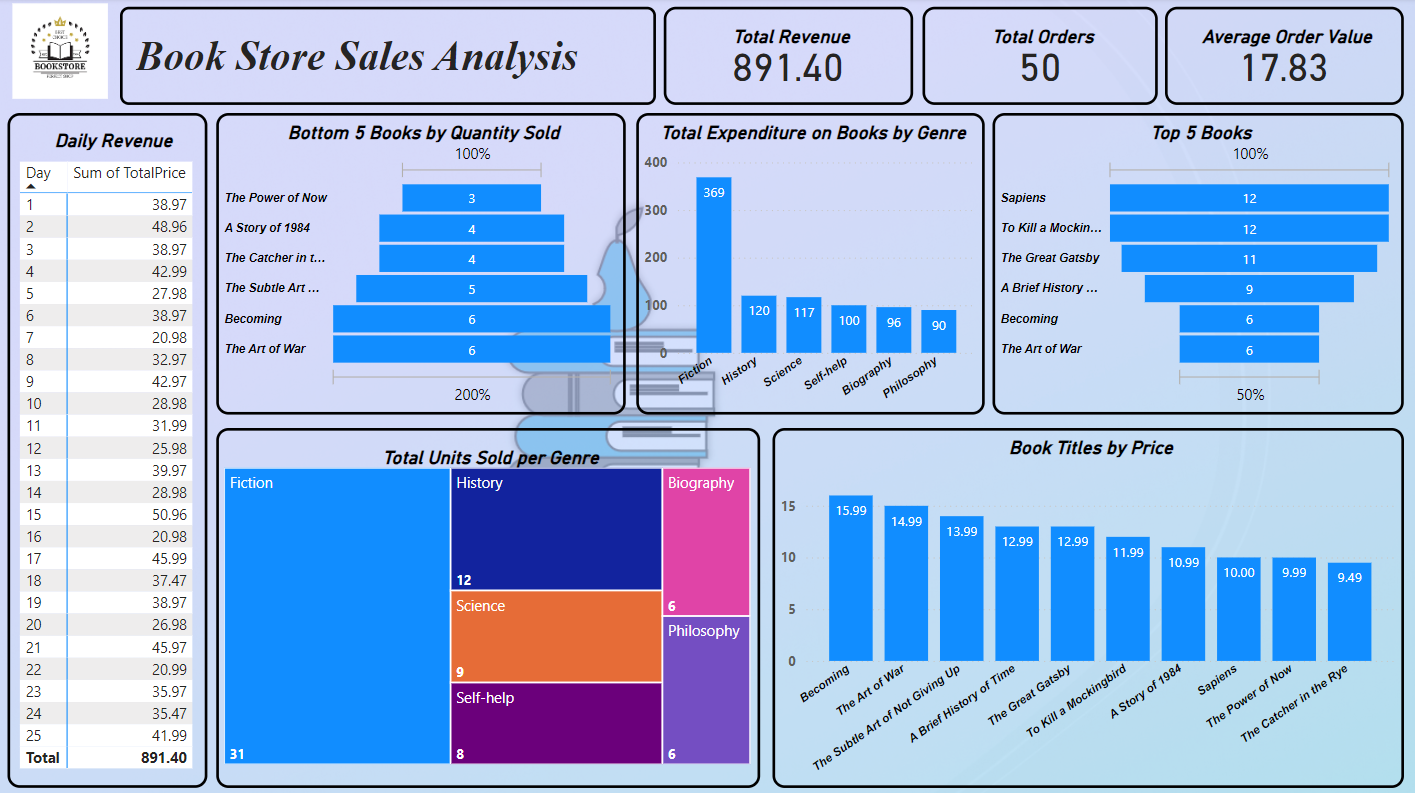 BEST
CHOICE
BOOKSTORE
PERFECT SHOP
Book Store Sales Analysis
Total Revenue
891.40
Total Orders
50
Average Order Value
17.83
Daily Revenue
Day Sum of TotalPrice
1 38.97
2 48.96
3 38.97
4 42.99
5 27.98
6 38.97
7 20.98
8 32.97
9 42.97
10 28.98
11 31.99
12 25.98
13 39.97
14 28.98
15 50.96
16 20.98
17 45.99
18 37.47
19 38.97
20 26.98
21 45.97
22 20.99
23 35.97
24 35.47
25 41.99
Total 891.40
Bottom 5 Books by Quantity Sold
100%
The Power of Now 3
A Story of 1984 4
The Catcher in t... 4
The Subtle Art ... 5
Becoming 6
The Art of War 6
200%
Total Expenditure on Books by Genre
400
300
200
100
0
369
120
117
100
96
90
Fiction
History
Science
Self-help
Biography
Philosophy
Top 5 Books
100%
Sapiens 12
To Kill a Mockin... 12
The Great Gatsby 11
A Brief History ... 9
Becoming 6
The Art of War 6
50%
Total Units Sold per Genre
Fiction
31
History
12
Science
9
Self-help
8
Biography
6
Philosophy
6
Book Titles by Price
15
10
5
0
15.99
14.99
13.99
12.99
12.99
11.99
10.99
10.00
9.99
9.49
Becoming
The Art of War
The Subtle Art of Not Giving Up
A Brief History of Time
The Great Gatsby
To Kill a Mockingbird
A Story of 1984
Sapiens
The Power of Now
The Catcher in the Rye